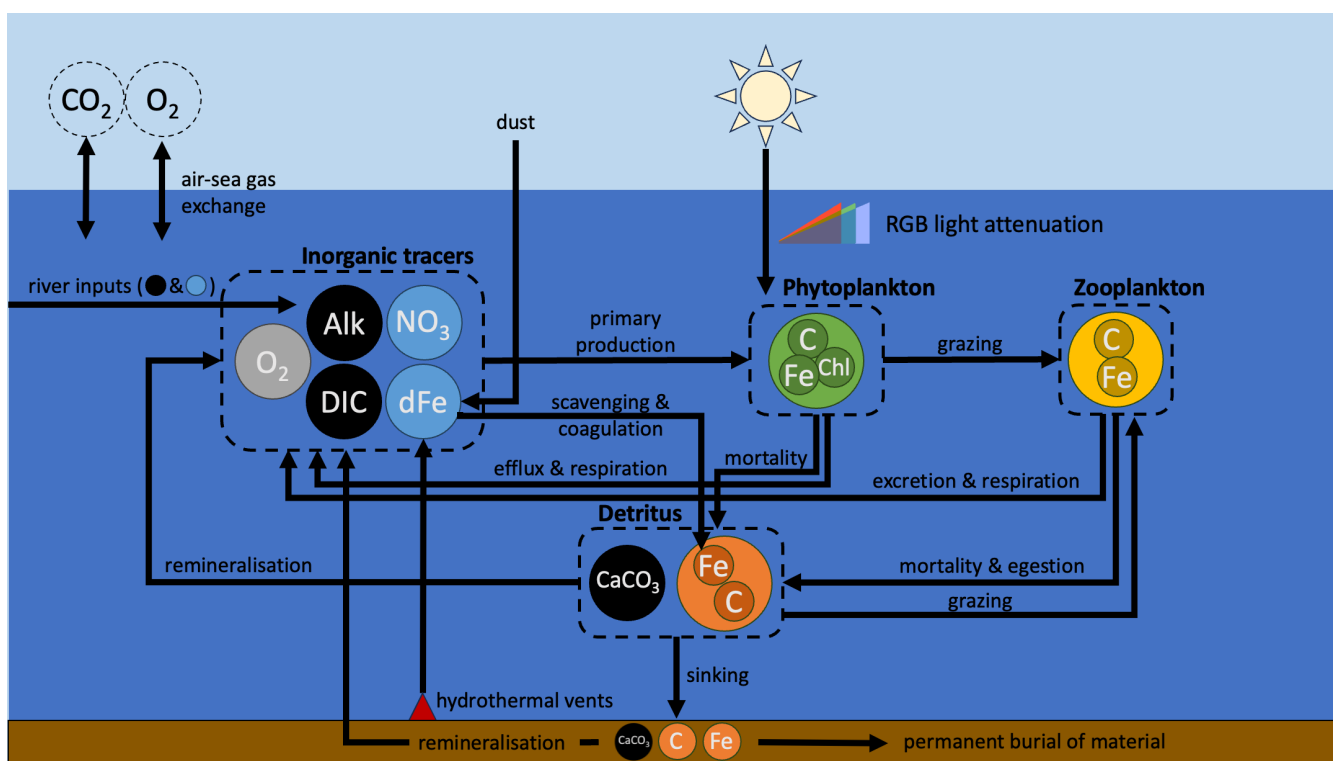 CO2
O2
dust
air-sea gas
exchange
RGB light attenuation
Inorganic tracers
river inputs ( & )
Phytoplankton
Zooplankton
Alk
NO3
O2
DIC
dFe
primary
production
C
Fe
Chl
grazing
C
Fe
scavenging &
coagulation
mortality
efflux & respiration
excretion & respiration
Detritus
remineralisation
CaCO3
Fe
C
mortality & egestion
grazing
sinking
hydrothermal vents
remineralisation
CaCO3
C
Fe
permanent burial of material